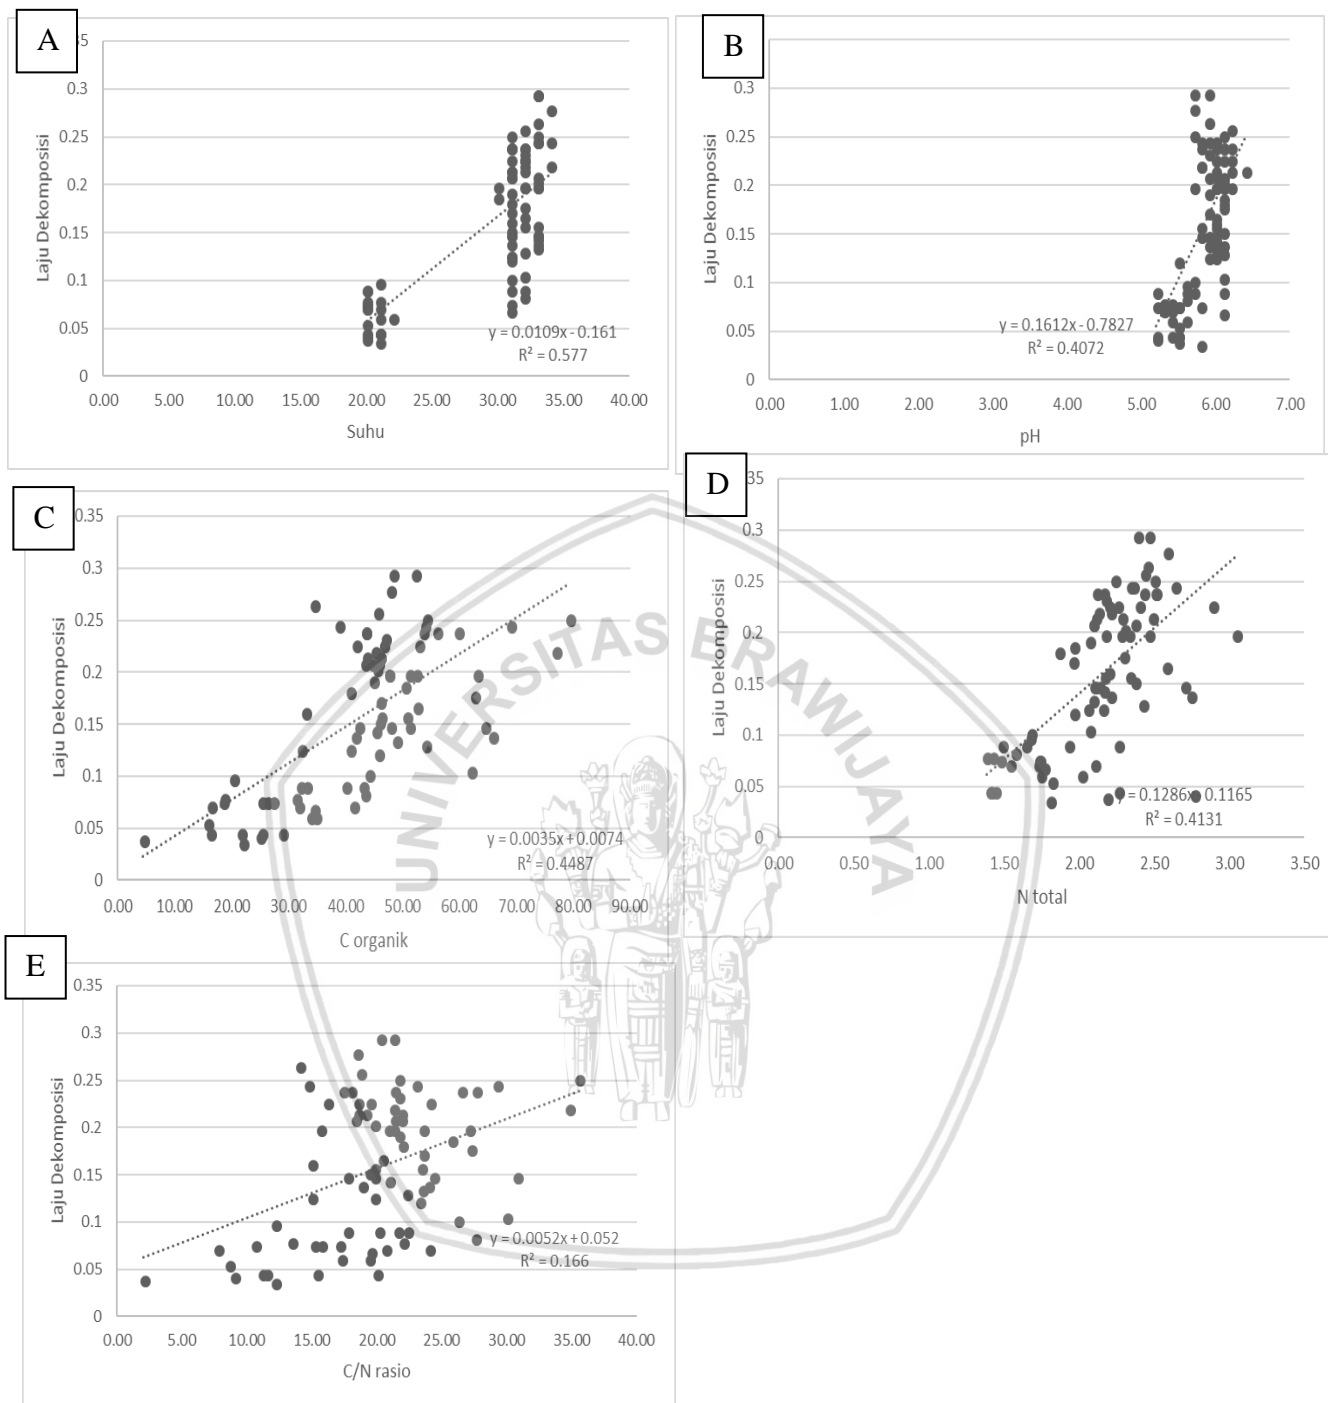 A
35
0.3
0.25
0.2
0.15
0.1
0.05
0
Laju Dekomposisi
y = 0.0109x - 0.161
R² = 0.577
0.00 5.00 10.00 15.00 20.00 25.00 30.00 35.00 40.00
Suhu
B
0.3
0.25
0.2
0.15
0.1
0.05
0
Laju Dekomposisi
y = 0.1612x - 0.7827
R² = 0.4072
0.00 1.00 2.00 3.00 4.00 5.00 6.00 7.00
pH
C
0.35
0.3
0.25
0.2
0.15
0.1
0.05
0
Laju Dekomposisi
y = 0.0035x + 0.0074
R² = 0.4487
0.00 10.00 20.00 30.00 40.00 50.00 60.00 70.00 80.00 90.00
C organik
D
35
0.3
0.25
0.2
0.15
0.1
0.05
0
Laju Dekomposisi
y = 0.1286x - 0.1165
R² = 0.4131
0.00 0.50 1.00 1.50 2.00 2.50 3.00 3.50
N total
E
0.35
0.3
0.25
0.2
0.15
0.1
0.05
0
Laju Dekomposisi
y = 0.0052x + 0.052
R² = 0.166
0.00 5.00 10.00 15.00 20.00 25.00 30.00 35.00 40.00
C/N rasio
UNIVERSITAS BRAWIJAYA